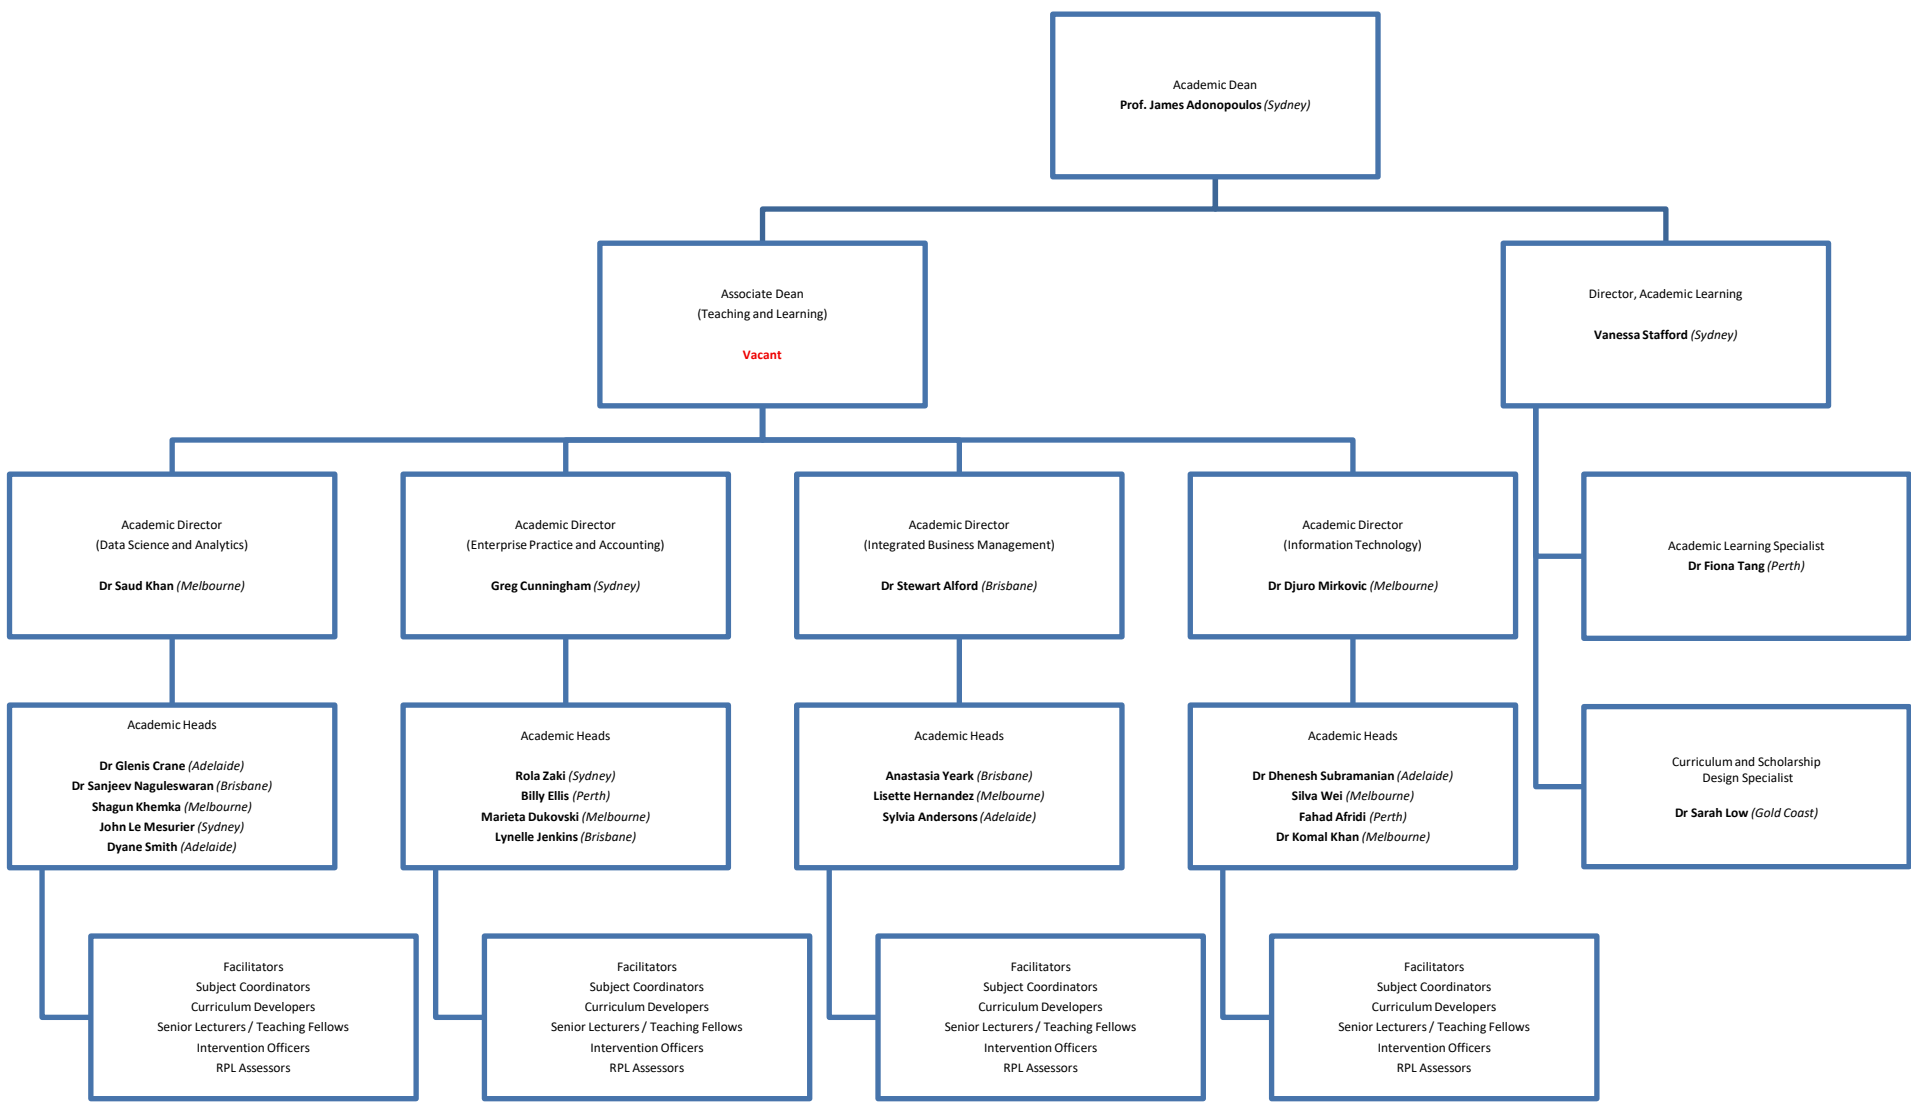 Academic Dean
Prof. James Adonopoulos (Sydney)
Associate Dean
(Teaching and Learning)
Vacant
Director, Academic Learning
Vanessa Stafford (Sydney)
Academic Director
(Data Science and Analytics)
Dr Saud Khan (Melbourne)
Academic Director
(Enterprise Practice and Accounting)
Greg Cunningham (Sydney)
Academic Director
(Integrated Business Management)
Dr Stewart Alford (Brisbane)
Academic Director
(Information Technology)
Dr Djuro Mirkovic (Melbourne)
Academic Learning Specialist
Dr Fiona Tang (Perth)
Academic Heads
Dr Glenis Crane (Adelaide)
Dr Sanjeev Naguleswaran (Brisbane)
Shagun Khemka (Melbourne)
John Le Mesurier (Sydney)
Dyane Smith (Adelaide)
Academic Heads
Rola Zaki (Sydney)
Billy Ellis (Perth)
Marieta Dukovski (Melbourne)
Lynelle Jenkins (Brisbane)
Academic Heads
Anastasia Yeark (Brisbane)
Lisette Hernandez (Melbourne)
Sylvia Andersons (Adelaide)
Academic Heads
Dr Dhenesh Subramanian (Adelaide)
Silva Wei (Melbourne)
Fahad Afridi (Perth)
Dr Komal Khan (Melbourne)
Curriculum and Scholarship
Design Specialist
Dr Sarah Low (Gold Coast)
Facilitators
Subject Coordinators
Curriculum Developers
Senior Lecturers / Teaching Fellows
Intervention Officers
RPL Assessors
Facilitators
Subject Coordinators
Curriculum Developers
Senior Lecturers / Teaching Fellows
Intervention Officers
RPL Assessors
Facilitators
Subject Coordinators
Curriculum Developers
Senior Lecturers / Teaching Fellows
Intervention Officers
RPL Assessors
Facilitators
Subject Coordinators
Curriculum Developers
Senior Lecturers / Teaching Fellows
Intervention Officers
RPL Assessors